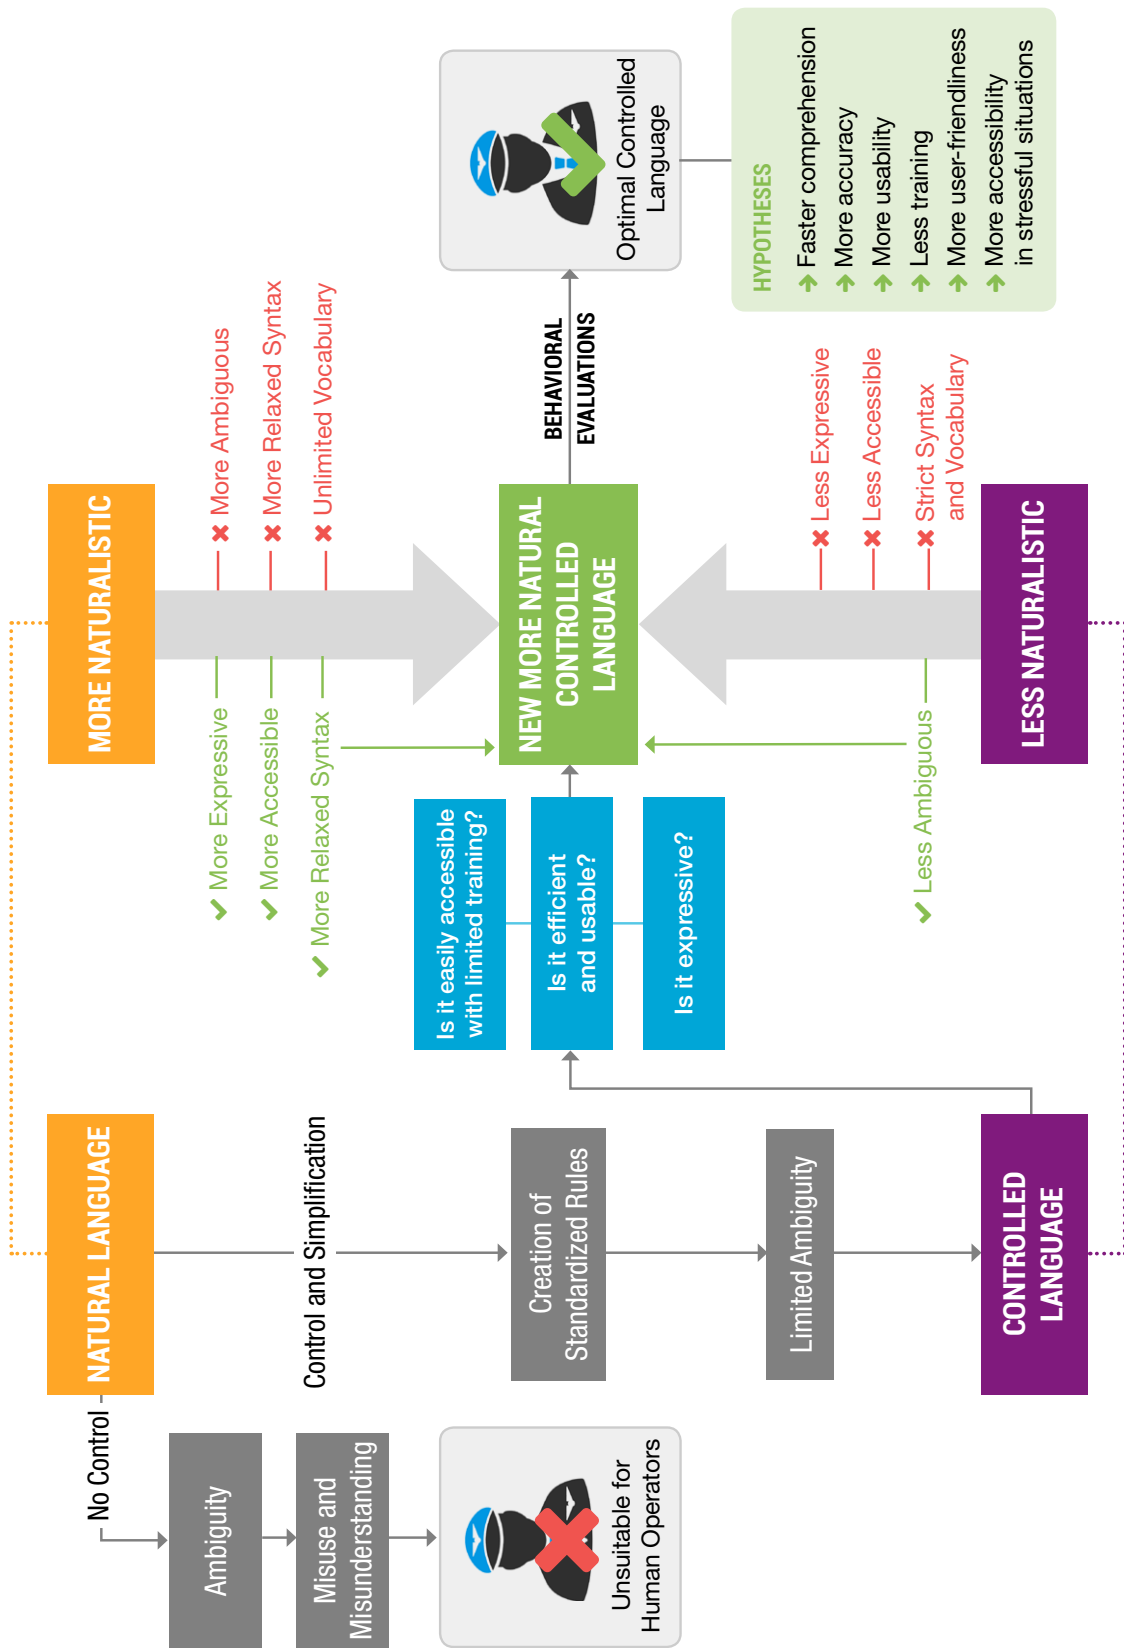 No Control
Ambiguity
Misuse and
Misunderstanding
Unsuitable for
Human Operators
NATURAL LANGUAGE
Control and Simplification
Creation of
Standardized Rules
Limited Ambiguity
CONTROLLED
LANGUAGE
Is it easily accessible
with limited training?
Is it efficient
and usable?
Is it expressive?
MORE NATURALISTIC
More Expressive
More Accessible
More Relaxed Syntax
More Ambiguous
More Relaxed Syntax
Unlimited Vocabulary
NEW MORE NATURAL
CONTROLLED
LANGUAGE
Less Ambiguous
Less Expressive
Less Accessible
Strict Syntax
and Vocabulary
LESS NATURALISTIC
BEHAVIORAL
EVALUATIONS
Optimal Controlled
Language
HYPOTHESES
Faster comprehension
More accuracy
More usability
Less training
More user-friendliness
More accessibility
in stressful situations